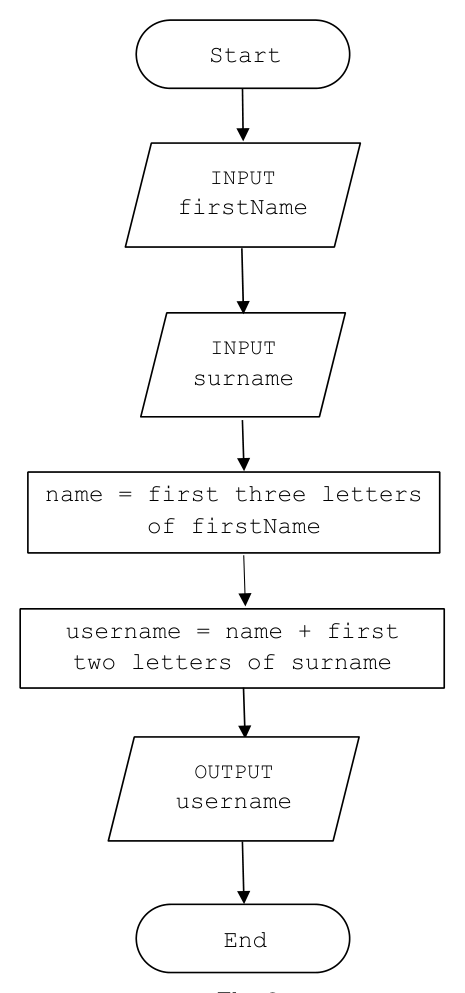 Start
INPUT
firstName
INPUT
surname
name = first three letters
of firstName
username = name + first
two letters of surname
OUTPUT
username
End